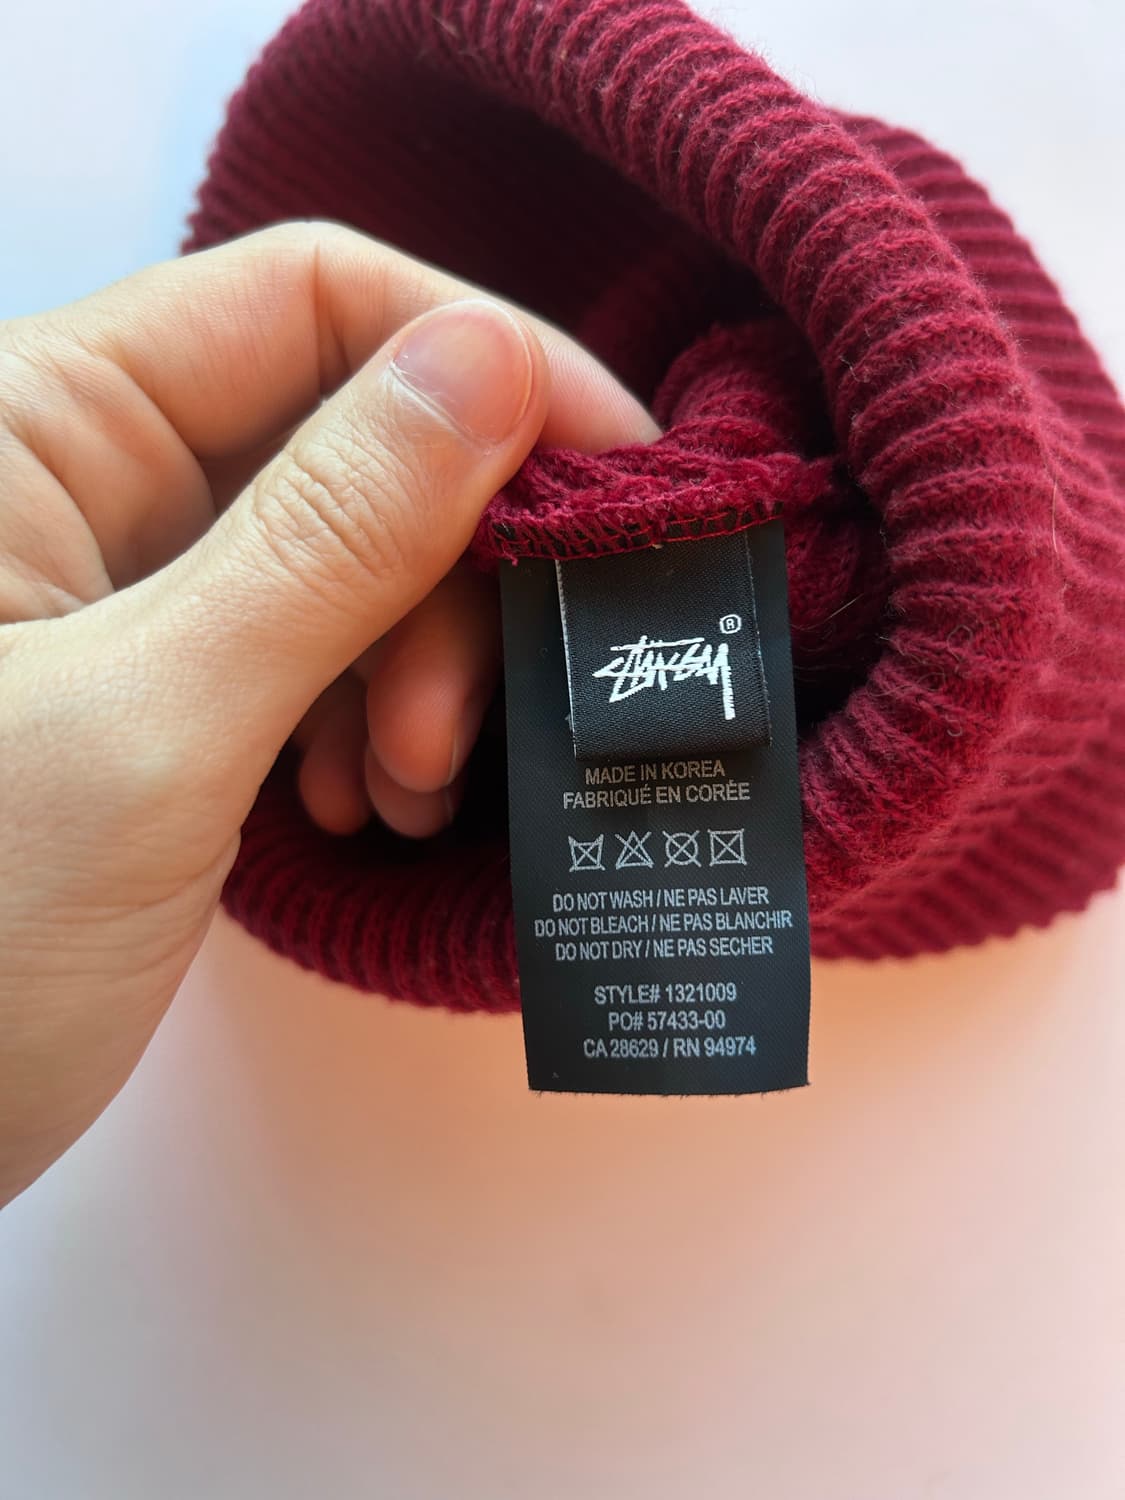 STÜSSY ®
MADE IN KOREA
FABRIQUÉ EN CORÉE
DO NOT WASH / NE PAS LAVER
DO NOT BLEACH / NE PAS BLANCHIR
DO NOT DRY / NE PAS SECHER
STYLE# 1321009
PO# 57433-00
CA 28629 / RN 94974